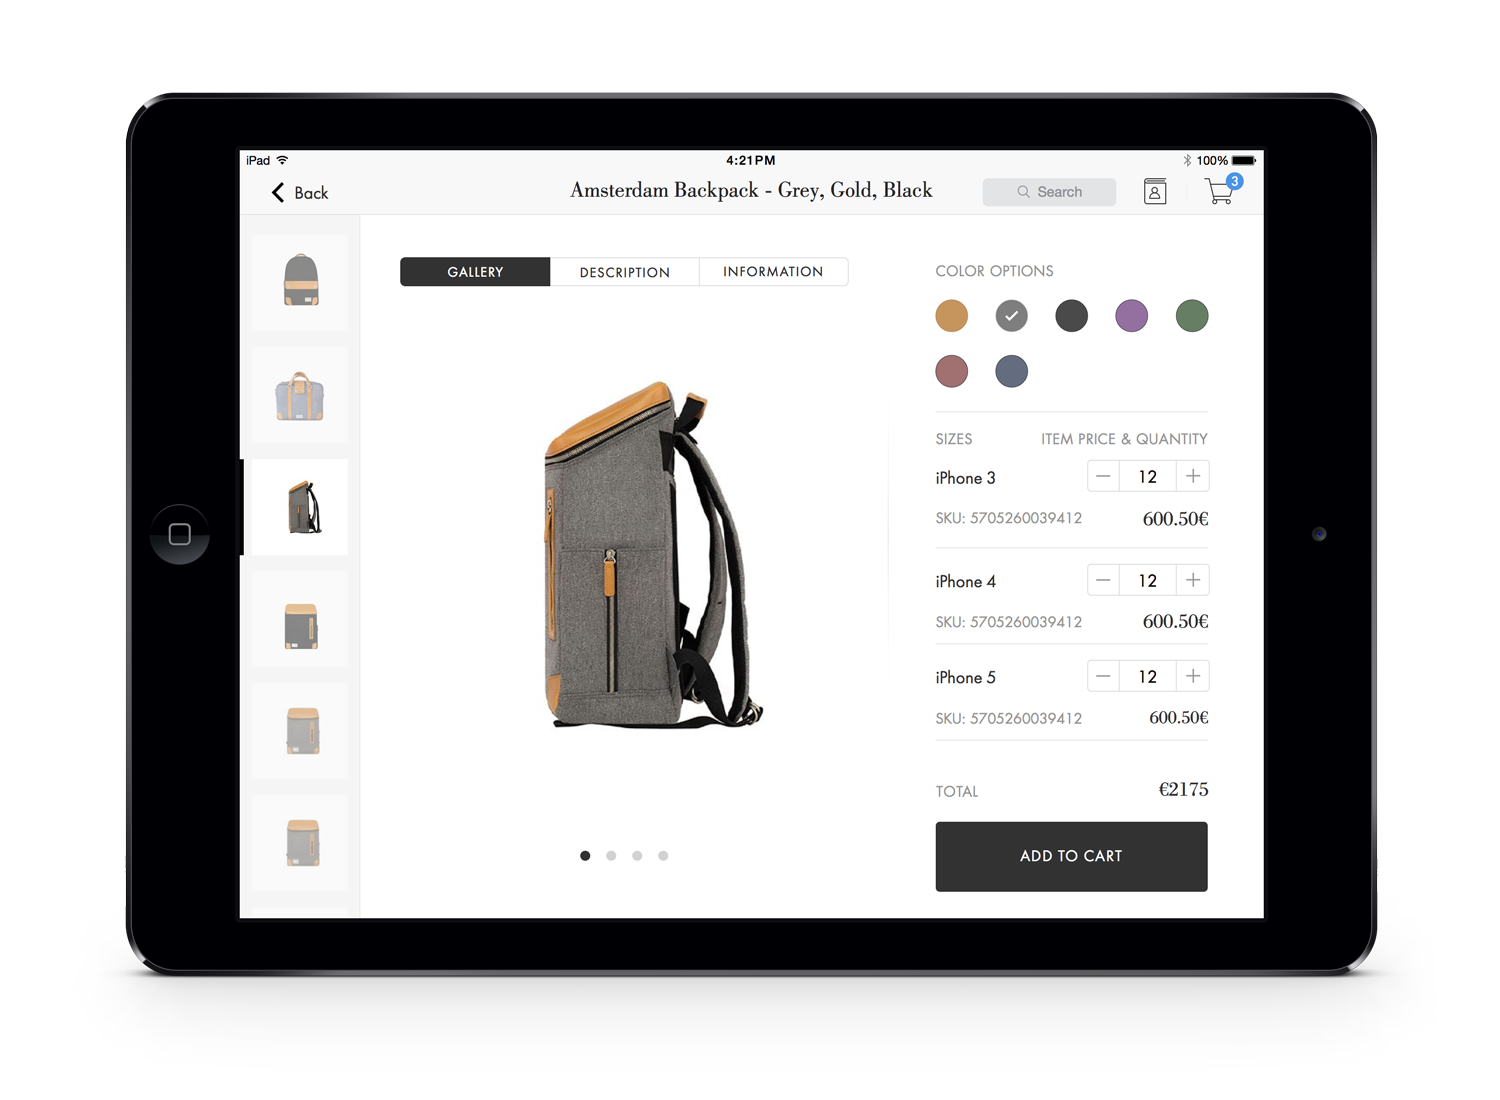 iPad 4:21PM 100%
Back Amsterdam Backpack - Grey, Gold, Black Search 3
GALLERY DESCRIPTION INFORMATION
COLOR OPTIONS
SIZES ITEM PRICE & QUANTITY
iPhone 3 12
SKU: 5705260039412 600.50€
iPhone 4 12
SKU: 5705260039412 600.50€
iPhone 5 12
SKU: 5705260039412 600.50€
TOTAL €2175
ADD TO CART